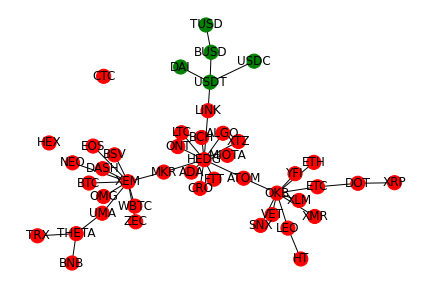 TUSD
BUSD
DAI
USDC
USDT
CTC
LINK
LTC
BCH
ALGO
XTZ
HEX
EOS
BSV
ONT
HEDG
MIOTA
NEO
DASH
MKR
ADA
FTT
ATOM
YFI
ETH
BTC
XEM
CRO
OKB
ETC
DOT
XRP
OMG
WBTC
XLM
UMA
ZEC
VET
XMR
SNX
LEO
TRX
THETA
BNB
HT